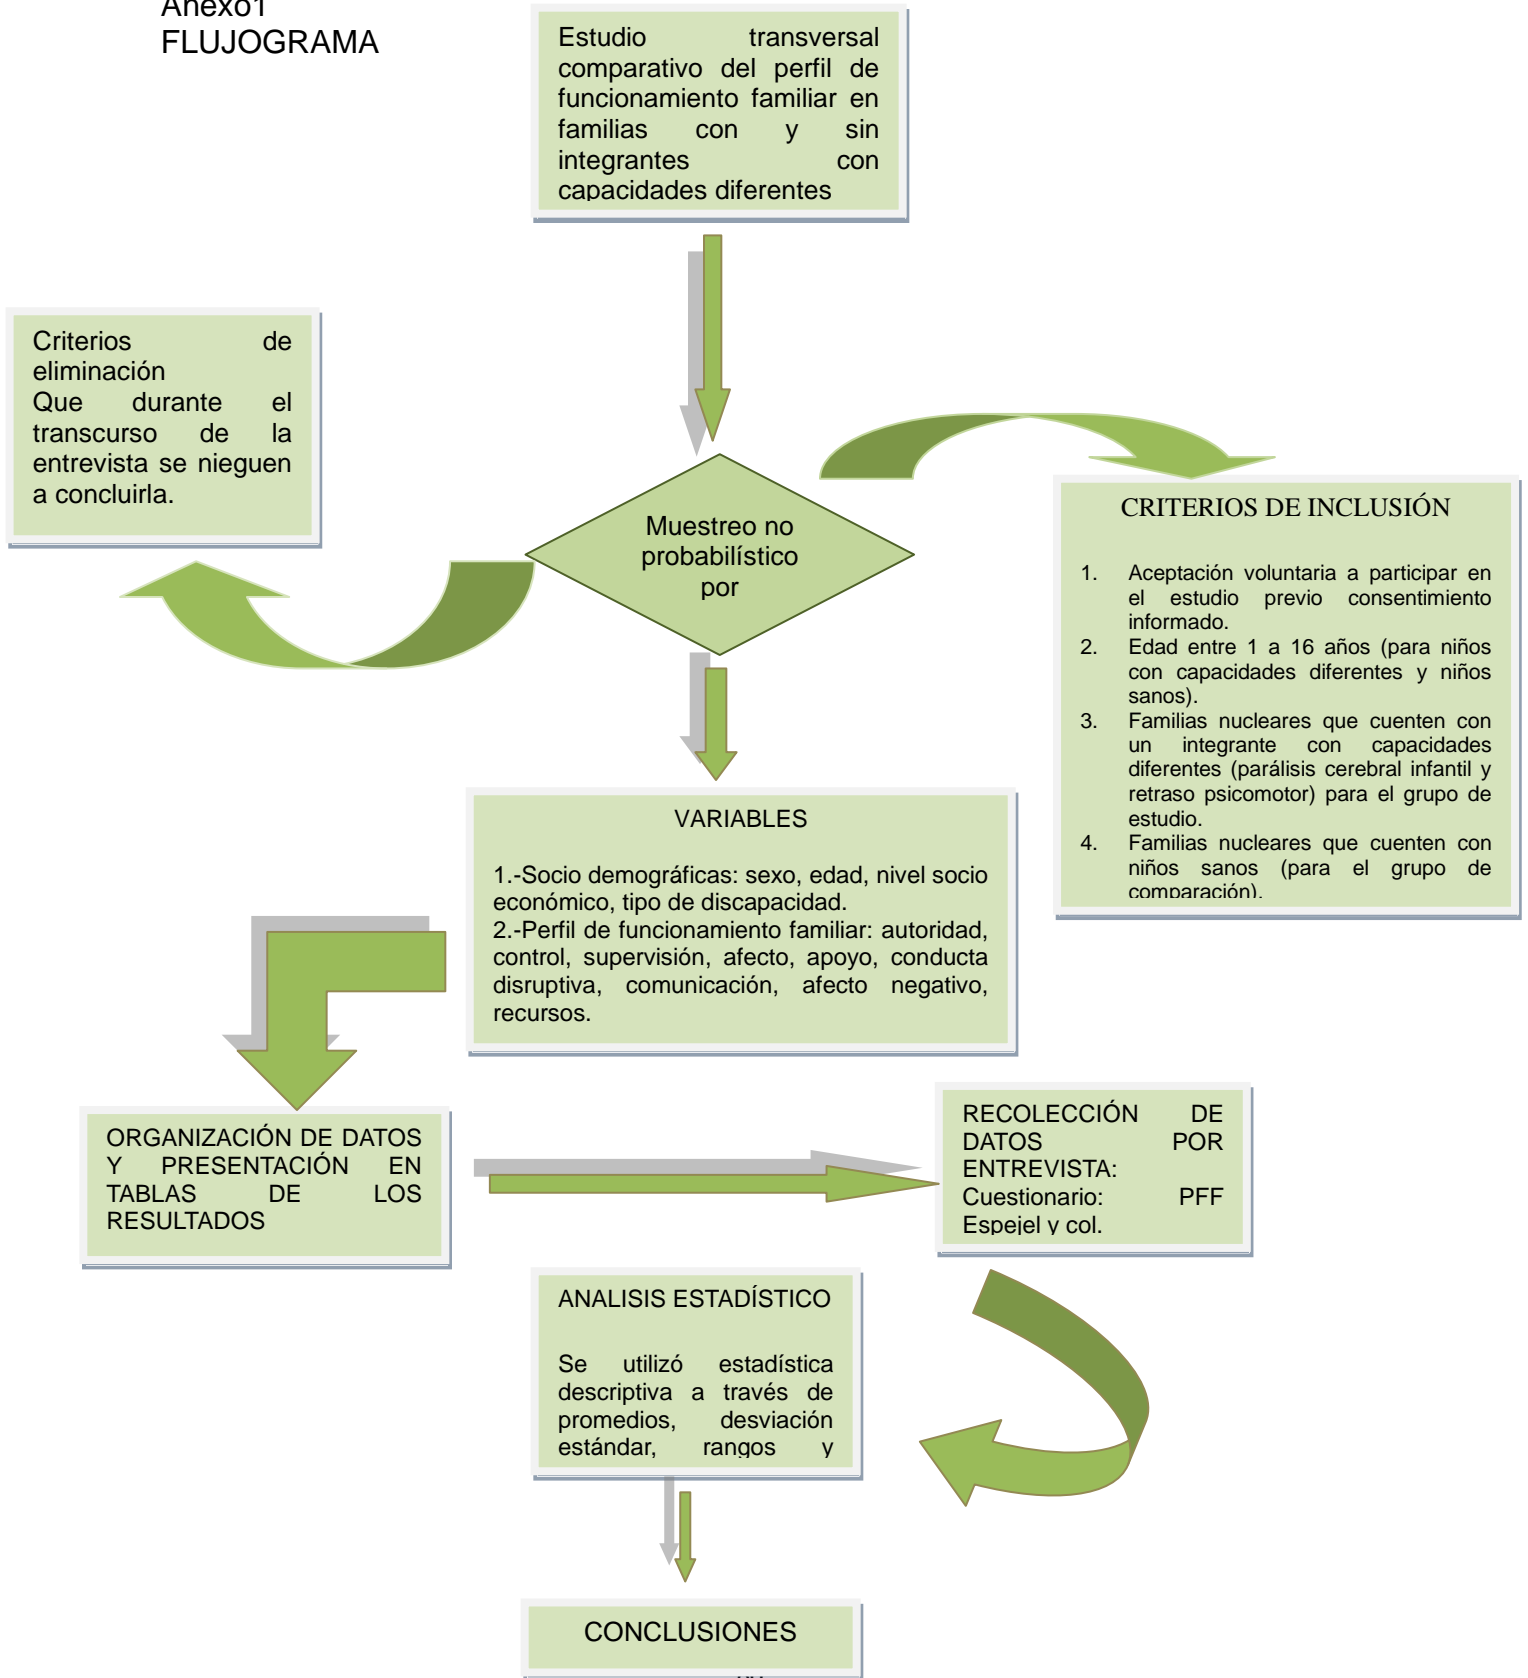 Anexo1
FLUJOGRAMA
Estudio transversal
comparativo del perfil de
funcionamiento familiar en
familias con y sin
integrantes con
capacidades diferentes
Criterios de
eliminación
Que durante el
transcurso de la
entrevista se nieguen
a concluirla.
Muestreo no
probabilístico
por
CRITERIOS DE INCLUSIÓN
1. Aceptación voluntaria a participar en
el estudio previo consentimiento
informado.
2. Edad entre 1 a 16 años (para niños
con capacidades diferentes y niños
sanos).
3. Familias nucleares que cuenten con
un integrante con capacidades
diferentes (parálisis cerebral infantil y
retraso psicomotor) para el grupo de
estudio.
4. Familias nucleares que cuenten con
niños sanos (para el grupo de
comparación).
VARIABLES
1.-Socio demográficas: sexo, edad, nivel socio
económico, tipo de discapacidad.
2.-Perfil de funcionamiento familiar: autoridad,
control, supervisión, afecto, apoyo, conducta
disruptiva, comunicación, afecto negativo,
recursos.
ORGANIZACIÓN DE DATOS
Y PRESENTACIÓN EN
TABLAS DE LOS
RESULTADOS
RECOLECCIÓN DE
DATOS POR
ENTREVISTA:
Cuestionario: PFF
Espejel y col.
ANALISIS ESTADÍSTICO
Se utilizó estadística
descriptiva a través de
promedios, desviación
estándar, rangos y
CONCLUSIONES